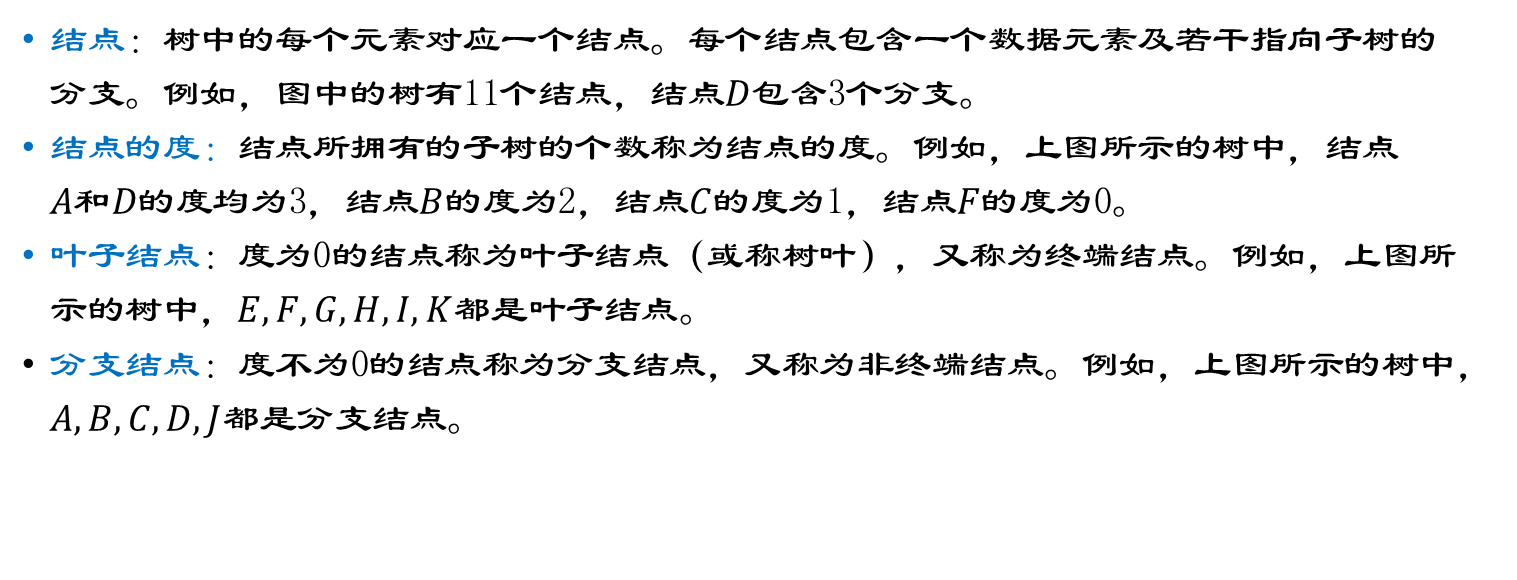 • 结点：树中的每个元素对应一个结点。每个结点包含一个数据元素及若干指向子树的
分支。例如，图中的树有11个结点，结点D包含3个分支。
• 结点的度：结点所拥有的子树的个数称为结点的度。例如，上图所示的树中，结点
A和D的度均为3，结点B的度为2，结点C的度为1，结点F的度为0。
• 叶子结点：度为0的结点称为叶子结点（或称树叶），又称为终端结点。例如，上图所
示的树中，E, F, G, H, I, K都是叶子结点。
• 分支结点：度不为0的结点称为分支结点，又称为非终端结点。例如，上图所示的树中，
A, B, C, D, J都是分支结点。